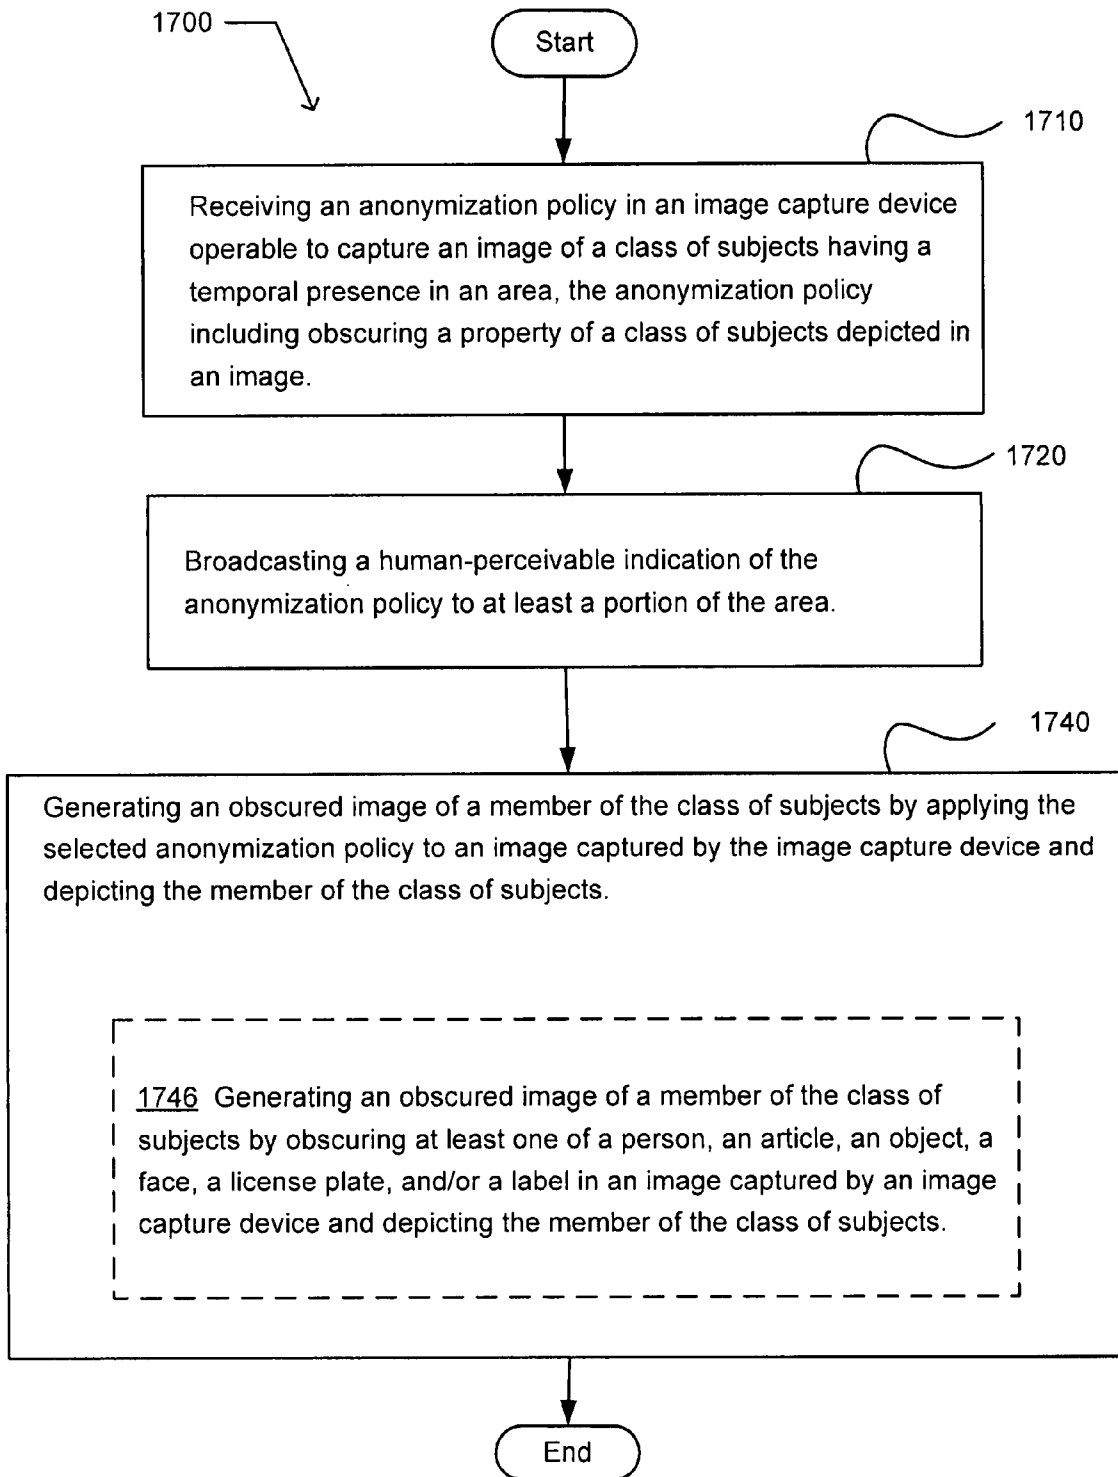 1700
Start
1710
Receiving an anonymization policy in an image capture device
operable to capture an image of a class of subjects having a
temporal presence in an area, the anonymization policy
including obscuring a property of a class of subjects depicted in
an image.
1720
Broadcasting a human-perceivable indication of the
anonymization policy to at least a portion of the area.
1740
Generating an obscured image of a member of the class of subjects by applying the
selected anonymization policy to an image captured by the image capture device and
depicting the member of the class of subjects.
1746 Generating an obscured image of a member of the class of
subjects by obscuring at least one of a person, an article, an object, a
face, a license plate, and/or a label in an image captured by an image
capture device and depicting the member of the class of subjects.
End